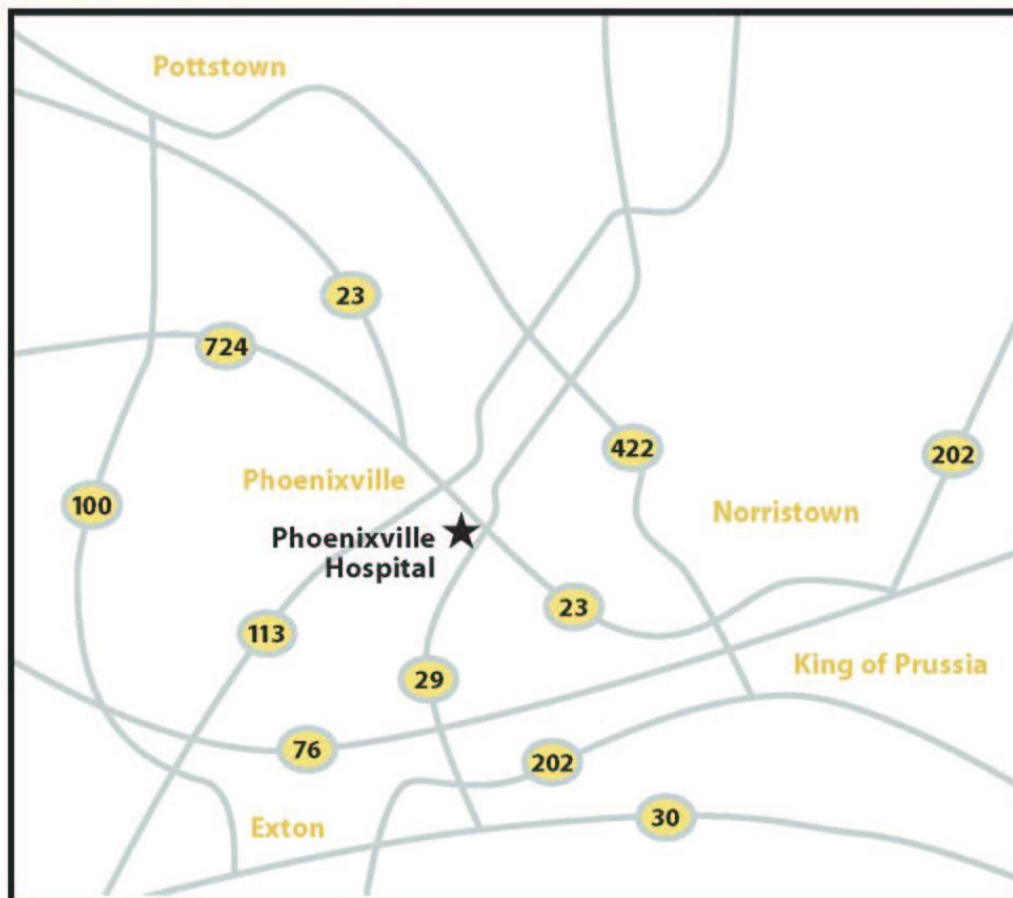 Pottstown
23
724
422
202
Phoenixville
100
Norristown
Phoenixville
Hospital
23
113
King of Prussia
29
76
202
30
Exton